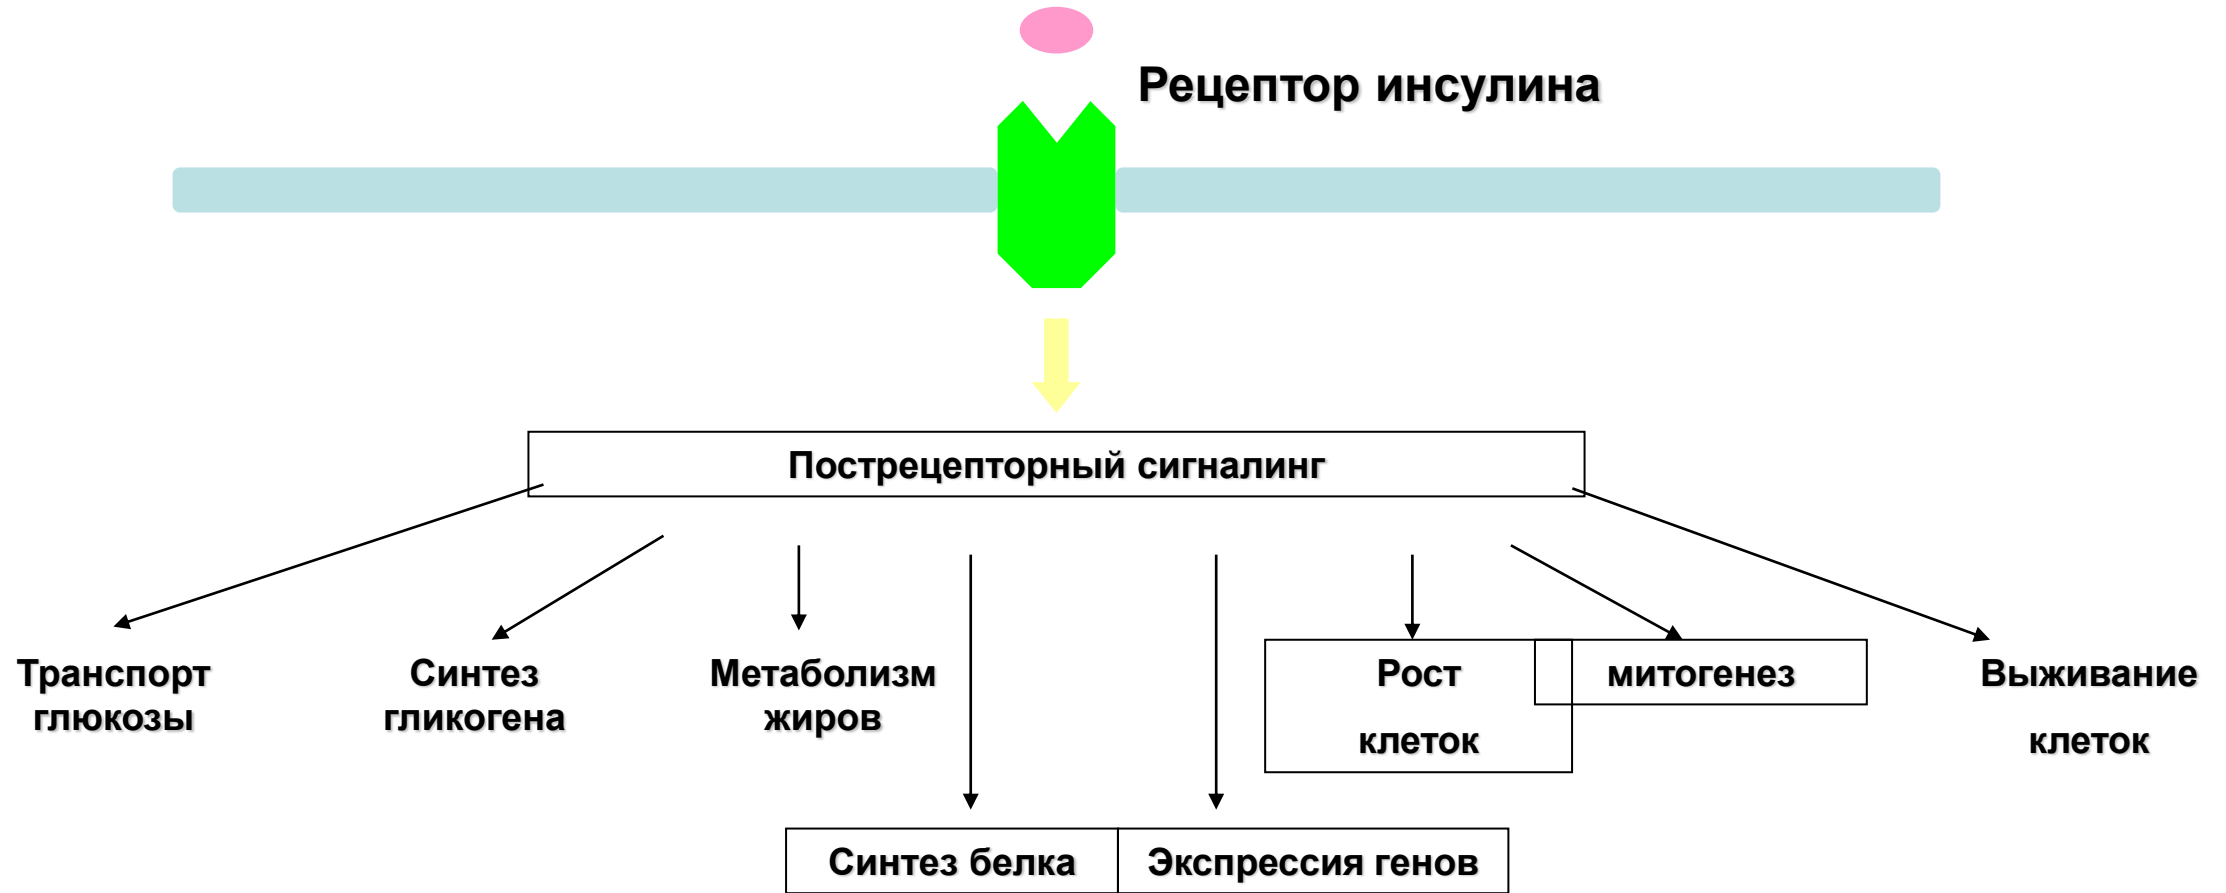 Рецептор инсулина
Пострецепторный сигналинг
Транспорт
глюкозы
Синтез
гликогена
Метаболизм
жиров
Рост
клеток
митогенез
Выживание
клеток
Синтез белка
Экспрессия генов